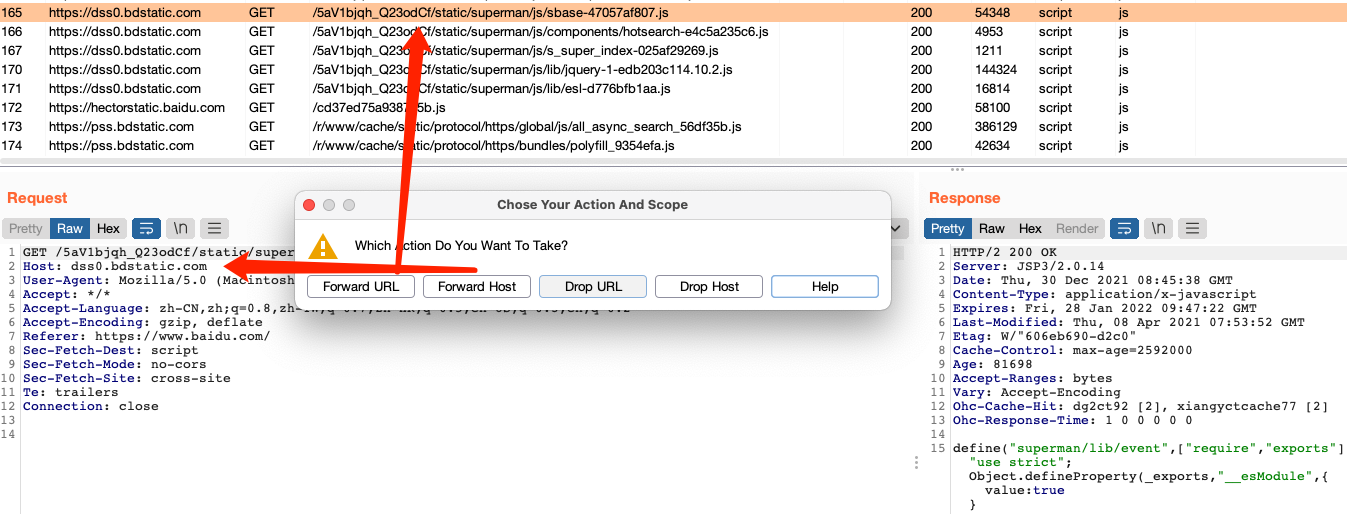 165 https://dss0.bdstatic.com GET /5aV1bjqh_Q23odCf/static/superman/js/sbase-47057af807.js 200 54348 script js
166 https://dss0.bdstatic.com GET /5aV1bjqh_Q23odCf/static/superman/js/components/hotsearch-e4c5a235c6.js 200 4953 script js
167 https://dss0.bdstatic.com GET /5aV1bjqh_Q23odCf/static/superman/js/s_super_index-025af29269.js 200 1211 script js
170 https://dss0.bdstatic.com GET /5aV1bjqh_Q23odCf/static/superman/js/lib/jquery-1-edb203c114.10.2.js 200 144324 script js
171 https://dss0.bdstatic.com GET /5aV1bjqh_Q23odCf/static/superman/js/lib/esl-d776bfb1aa.js 200 16814 script js
172 https://hectorstatic.baidu.com GET 200 58100 script js
173 https://pss.bdstatic.com GET /r/www/cache/static/protocol/https/global/js/all_async_search_56df35b.js 200 386129 script js
174 https://pss.bdstatic.com GET /r/www/cache/static/protocol/https/bundles/polyfill_9354efa.js 200 42634 script js
Request
Pretty Raw Hex \n
1 GET /5aV1bjqh_Q23odCf/static/super
2 Host: dss0.bdstatic.com
3 User-Agent: Mozilla/5.0 (Macintosh
4 Accept: */*
5 Accept-Language: zh-CN,zh;q=0.8,
6 Accept-Encoding: gzip, deflate
7 Referer: https://www.baidu.com/
8 Sec-Fetch-Dest: script
9 Sec-Fetch-Mode: no-cors
10 Sec-Fetch-Site: cross-site
11 Te: trailers
12 Connection: close
13
14
Chose Your Action And Scope
Which Action Do You Want To Take?
Forward URL Forward Host Drop URL Drop Host Help
Response
Pretty Raw Hex Render \n
1 HTTP/2 200 OK
2 Server: JSP3/2.0.14
3 Date: Thu, 30 Dec 2021 08:45:38 GMT
4 Content-Type: application/x-javascript
5 Expires: Fri, 28 Jan 2022 09:47:22 GMT
6 Last-Modified: Thu, 08 Apr 2021 07:53:52 GMT
7 Etag: W/"606eb690-d2c0"
8 Cache-Control: max-age=2592000
9 Age: 81698
10 Accept-Ranges: bytes
11 Vary: Accept-Encoding
12 Ohc-Cache-Hit: dg2ct92 [2], xiangyctcache77 [2]
13 Ohc-Response-Time: 1 0 0 0 0 0
14
15 define("superman/lib/event",["require","exports"]
"use strict";
Object.defineProperty(_exports,"__esModule",{
value:true
}